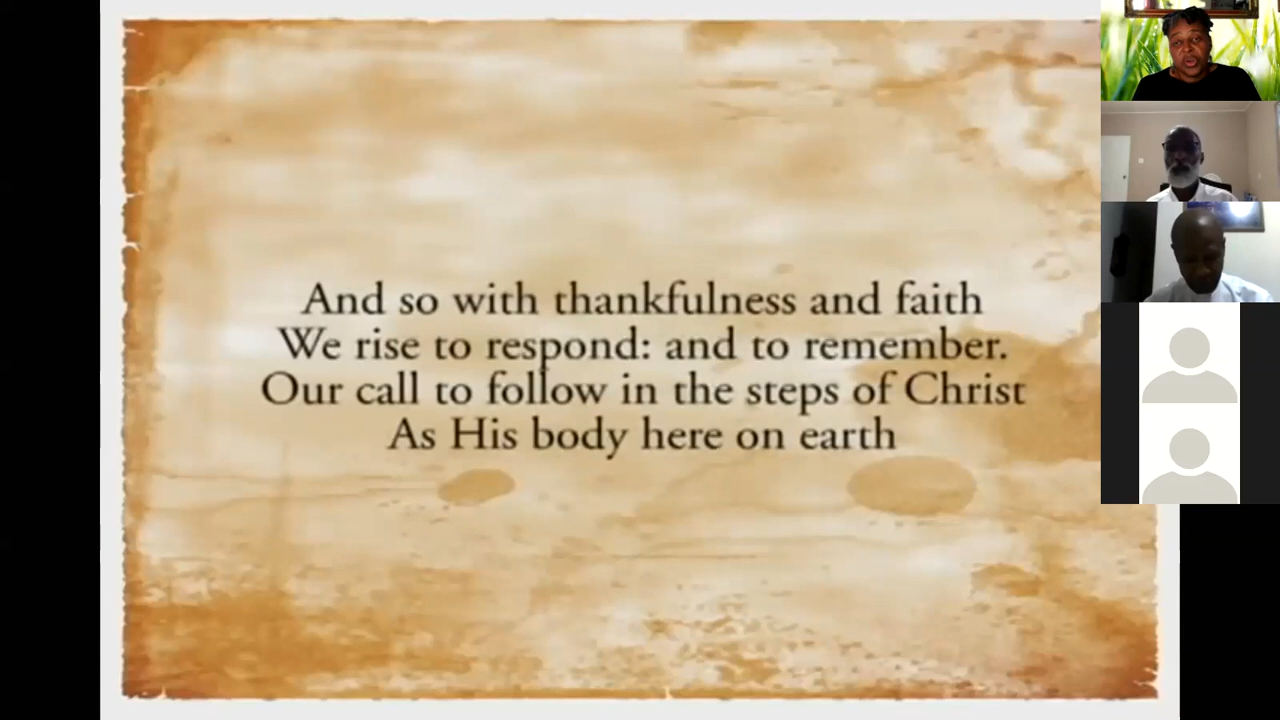 And so with thankfulness and faith
We rise to respond: and to remember.
Our call to follow in the steps of Christ
As His body here on earth